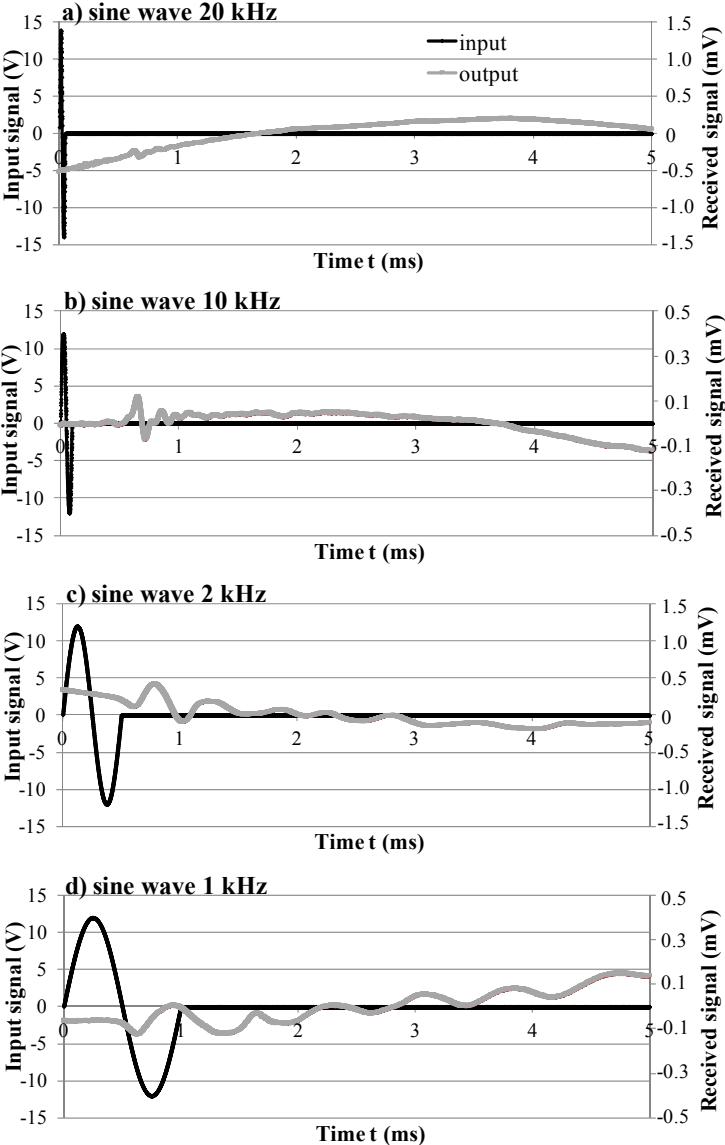 a) sine wave 20 kHz
Input signal (V)
15
10
5
0
-5
-10
-15
input
output
0 1 2 3 4 5
1.5
1.0
0.5
0
-0.5
-1.0
-1.5
Received signal (mV)
Time t (ms)
b) sine wave 10 kHz
Input signal (V)
15
10
5
0
-5
-10
-15
0 1 2 3 4 5
0.5
0.3
0.1
-0.1
-0.3
-0.5
Received signal (mV)
Time t (ms)
c) sine wave 2 kHz
Input signal (V)
15
10
5
0
-5
-10
-15
0 1 2 3 4 5
1.5
1.0
0.5
0
-0.5
-1.0
-1.5
Received signal (mV)
Time t (ms)
d) sine wave 1 kHz
Input signal (V)
15
10
5
0
-5
-10
-15
0 1 2 3 4 5
0.5
0.3
0.1
-0.1
-0.3
-0.5
Received signal (mV)
Time t (ms)